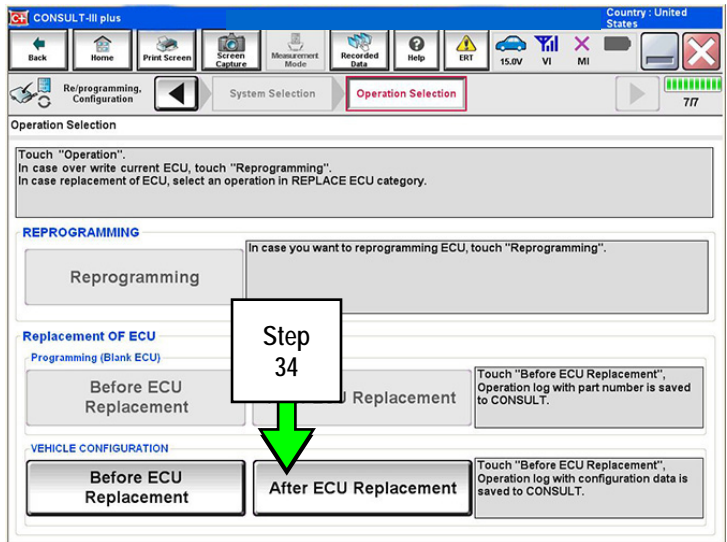 C+ CONSULT-III plus
Country : United
States
Back
Home
Print Screen
Screen
Capture
Measurement
Mode
Recorded
Data
Help
ERT
15.0V
VI
MI
Re/programming,
Configuration
System Selection
Operation Selection
7/7
Operation Selection
Touch "Operation".
In case over write current ECU, touch "Reprogramming".
In case replacement of ECU, select an operation in REPLACE ECU category.
REPROGRAMMING
Reprogramming
In case you want to reprogramming ECU, touch "Reprogramming".
Replacement OF ECU
Programming (Blank ECU)
Before ECU
Replacement
U Replacement
Touch "Before ECU Replacement",
Operation log with part number is saved
to CONSULT.
Step
34
VEHICLE CONFIGURATION
Before ECU
Replacement
After ECU Replacement
Touch "Before ECU Replacement",
Operation log with configuration data is
saved to CONSULT.